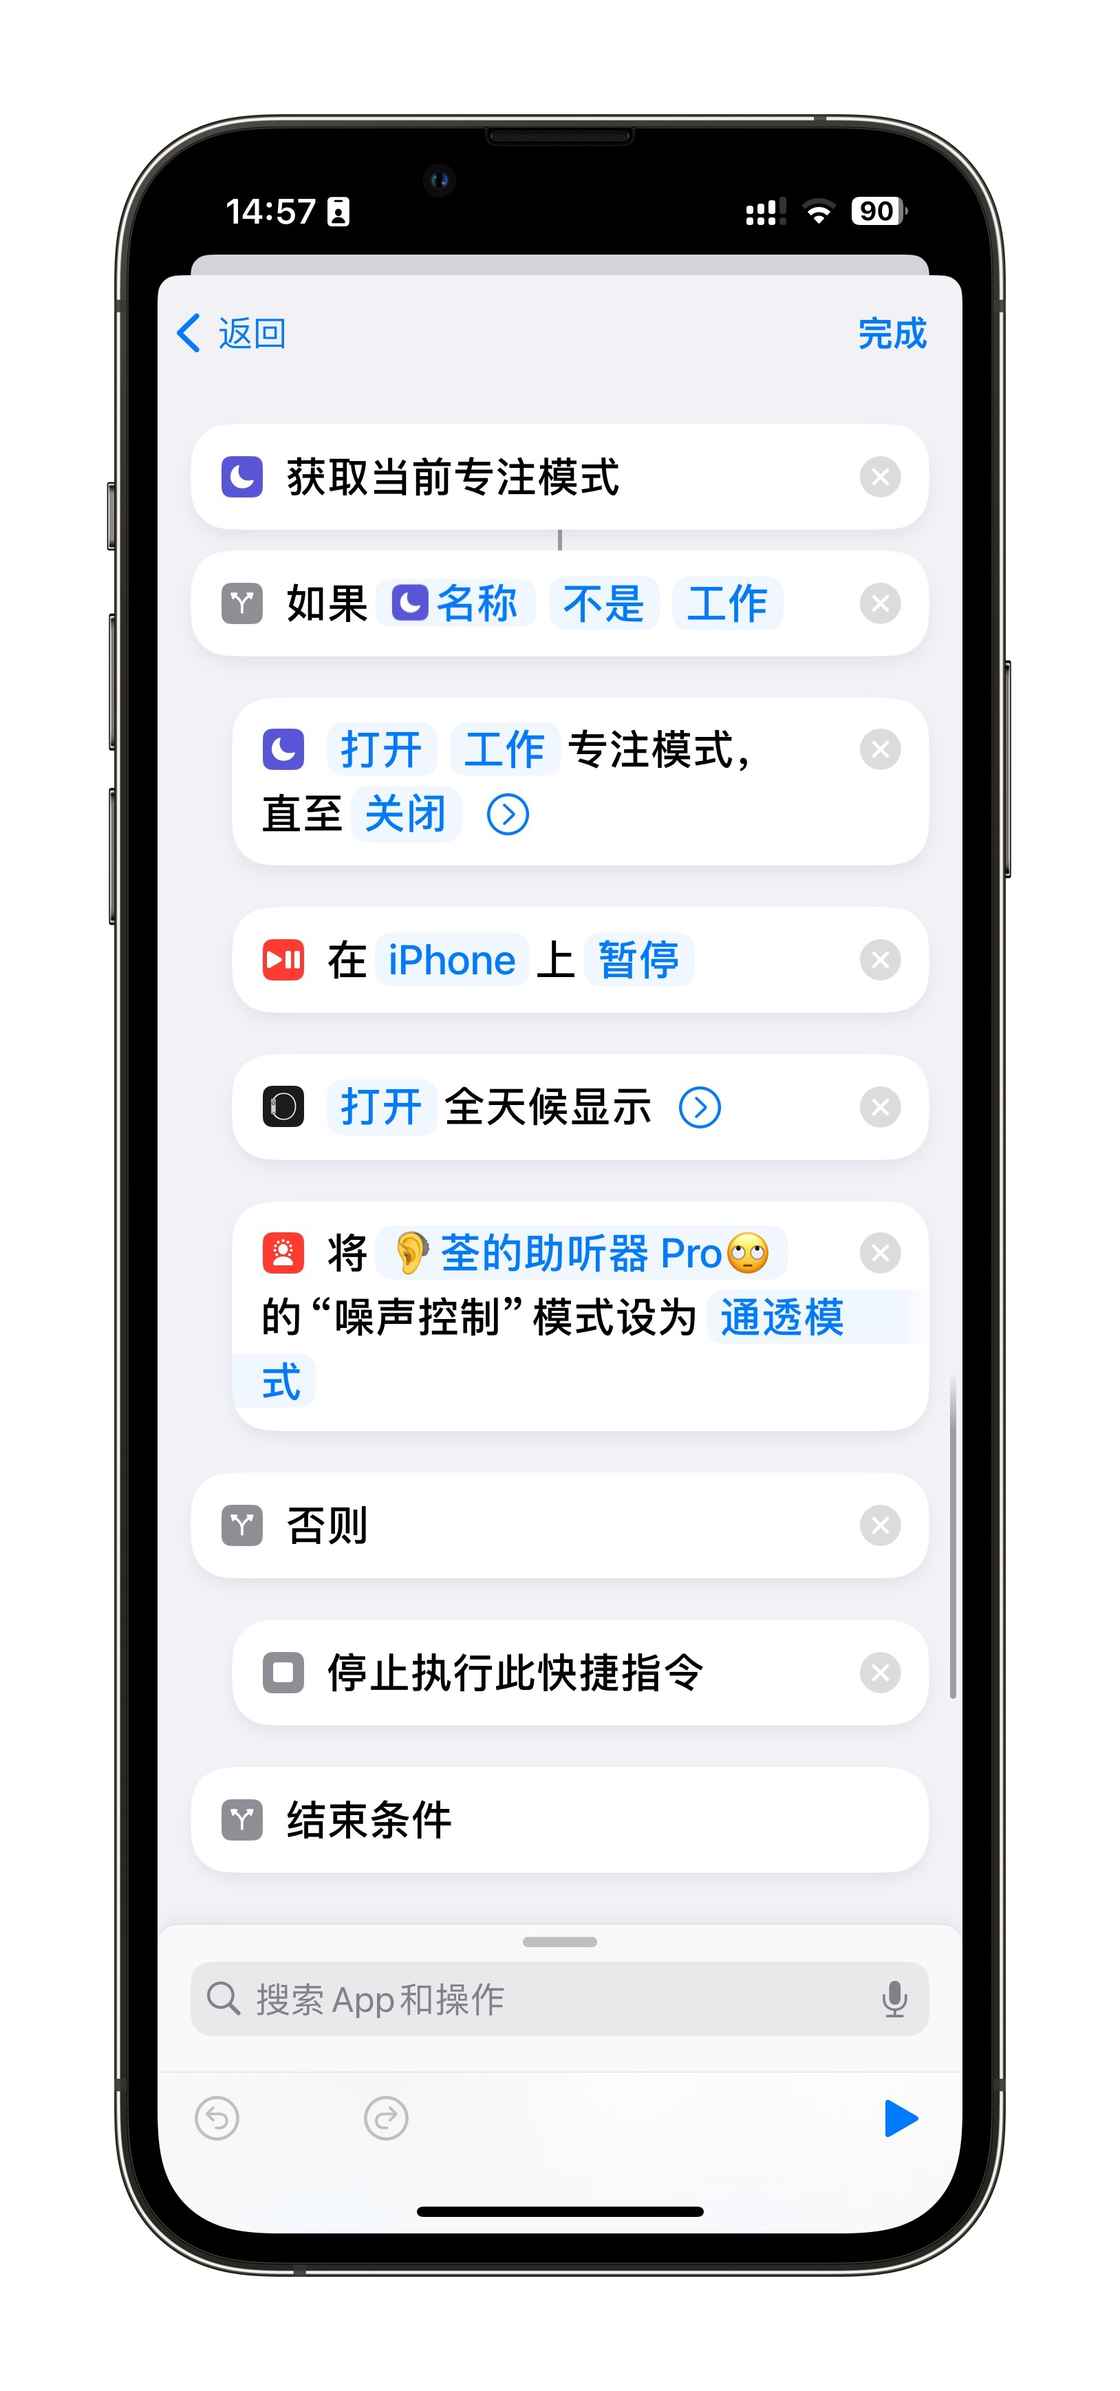 14:57
90
返回
完成
获取当前专注模式
如果 名称 不是 工作
打开 工作 专注模式，
直至 关闭
在 iPhone 上 暂停
打开 全天候显示
将 🦻荃的助听器 Pro🙄
的“噪声控制”模式设为 通透模
式
否则
停止执行此快捷指令
结束条件
搜索 App 和操作